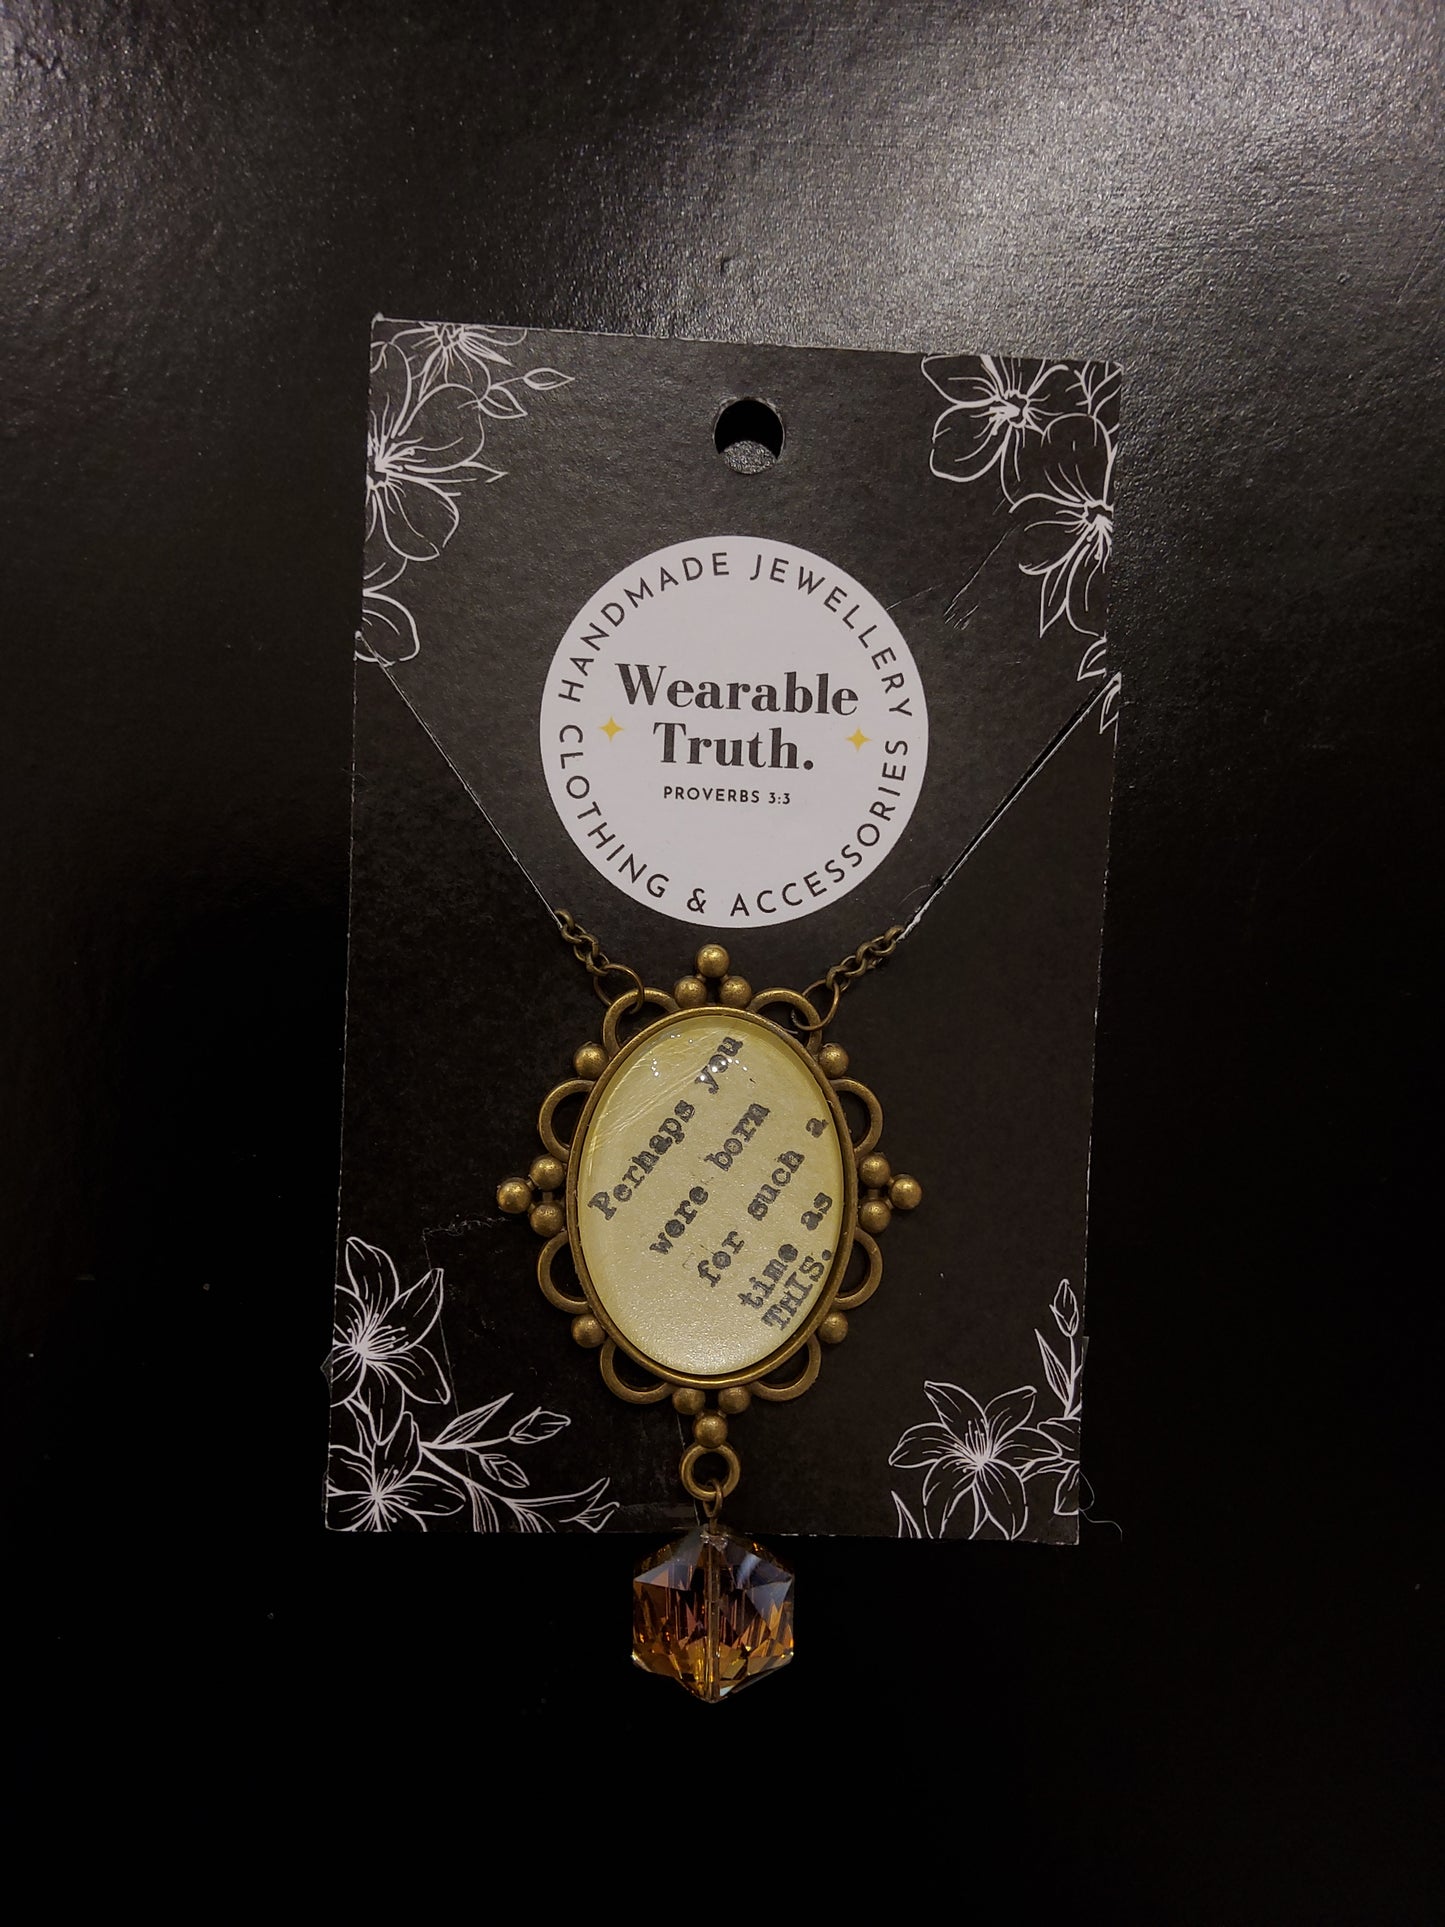 HANDMADE JEWELLERY
Wearable
Truth.
PROVERBS 3:3
CLOTHING & ACCESSORIES
Perhaps you
were born
for such a
time as
THIS.